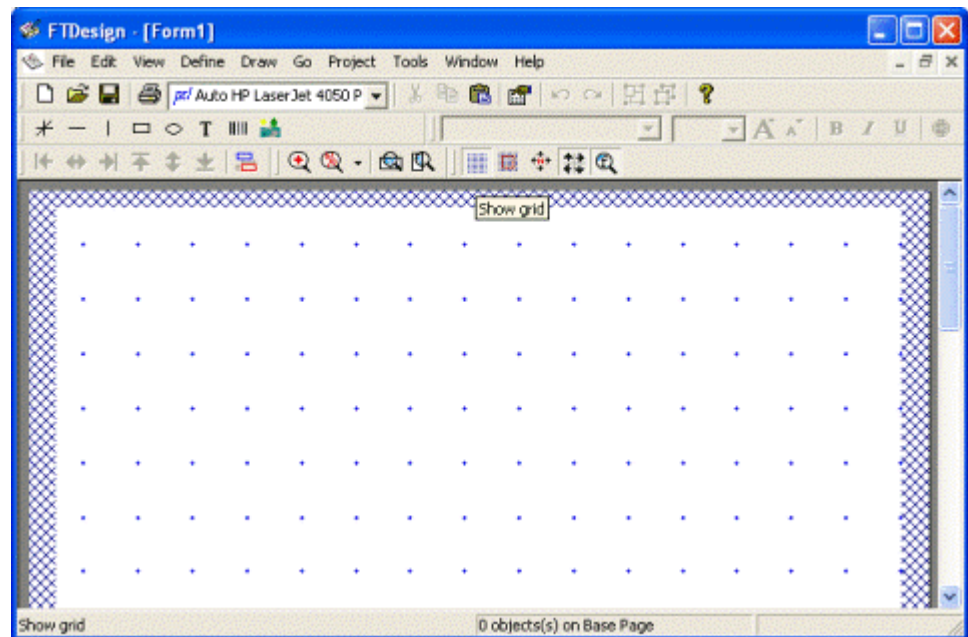 FTDesign - [Form1]
File Edit View Define Draw Go Project Tools Window Help
pcl Auto HP LaserJet 4050 P
T A A B I U
Show grid
Show grid 0 objects(s) on Base Page